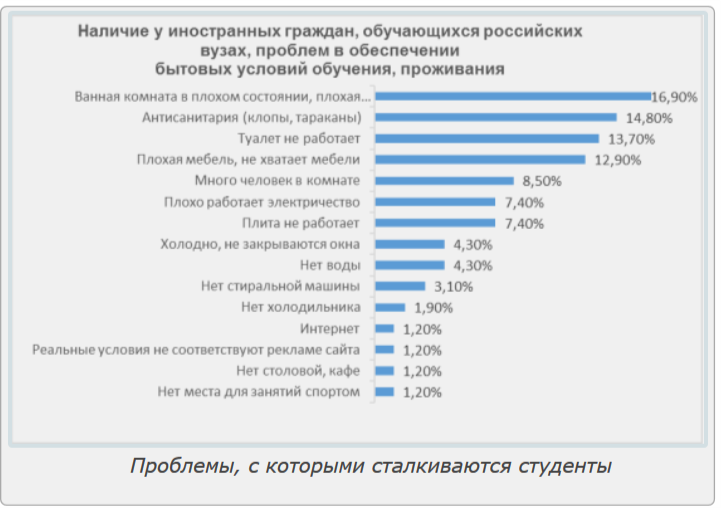 Наличие у иностранных граждан, обучающихся российских
вузах, проблем в обеспечении
бытовых условий обучения, проживания
Ванная комната в плохом состоянии, плохая... 16,90%
Антисанитария (клопы, тараканы) 14,80%
Туалет не работает 13,70%
Плохая мебель, не хватает мебели 12,90%
Много человек в комнате 8,50%
Плохо работает электричество 7,40%
Плита не работает 7,40%
Холодно, не закрываются окна 4,30%
Нет воды 4,30%
Нет стиральной машины 3,10%
Нет холодильника 1,90%
Интернет 1,20%
Реальные условия не соответствуют рекламе сайта 1,20%
Нет столовой, кафе 1,20%
Нет места для занятий спортом 1,20%
Проблемы, с которыми сталкиваются студенты